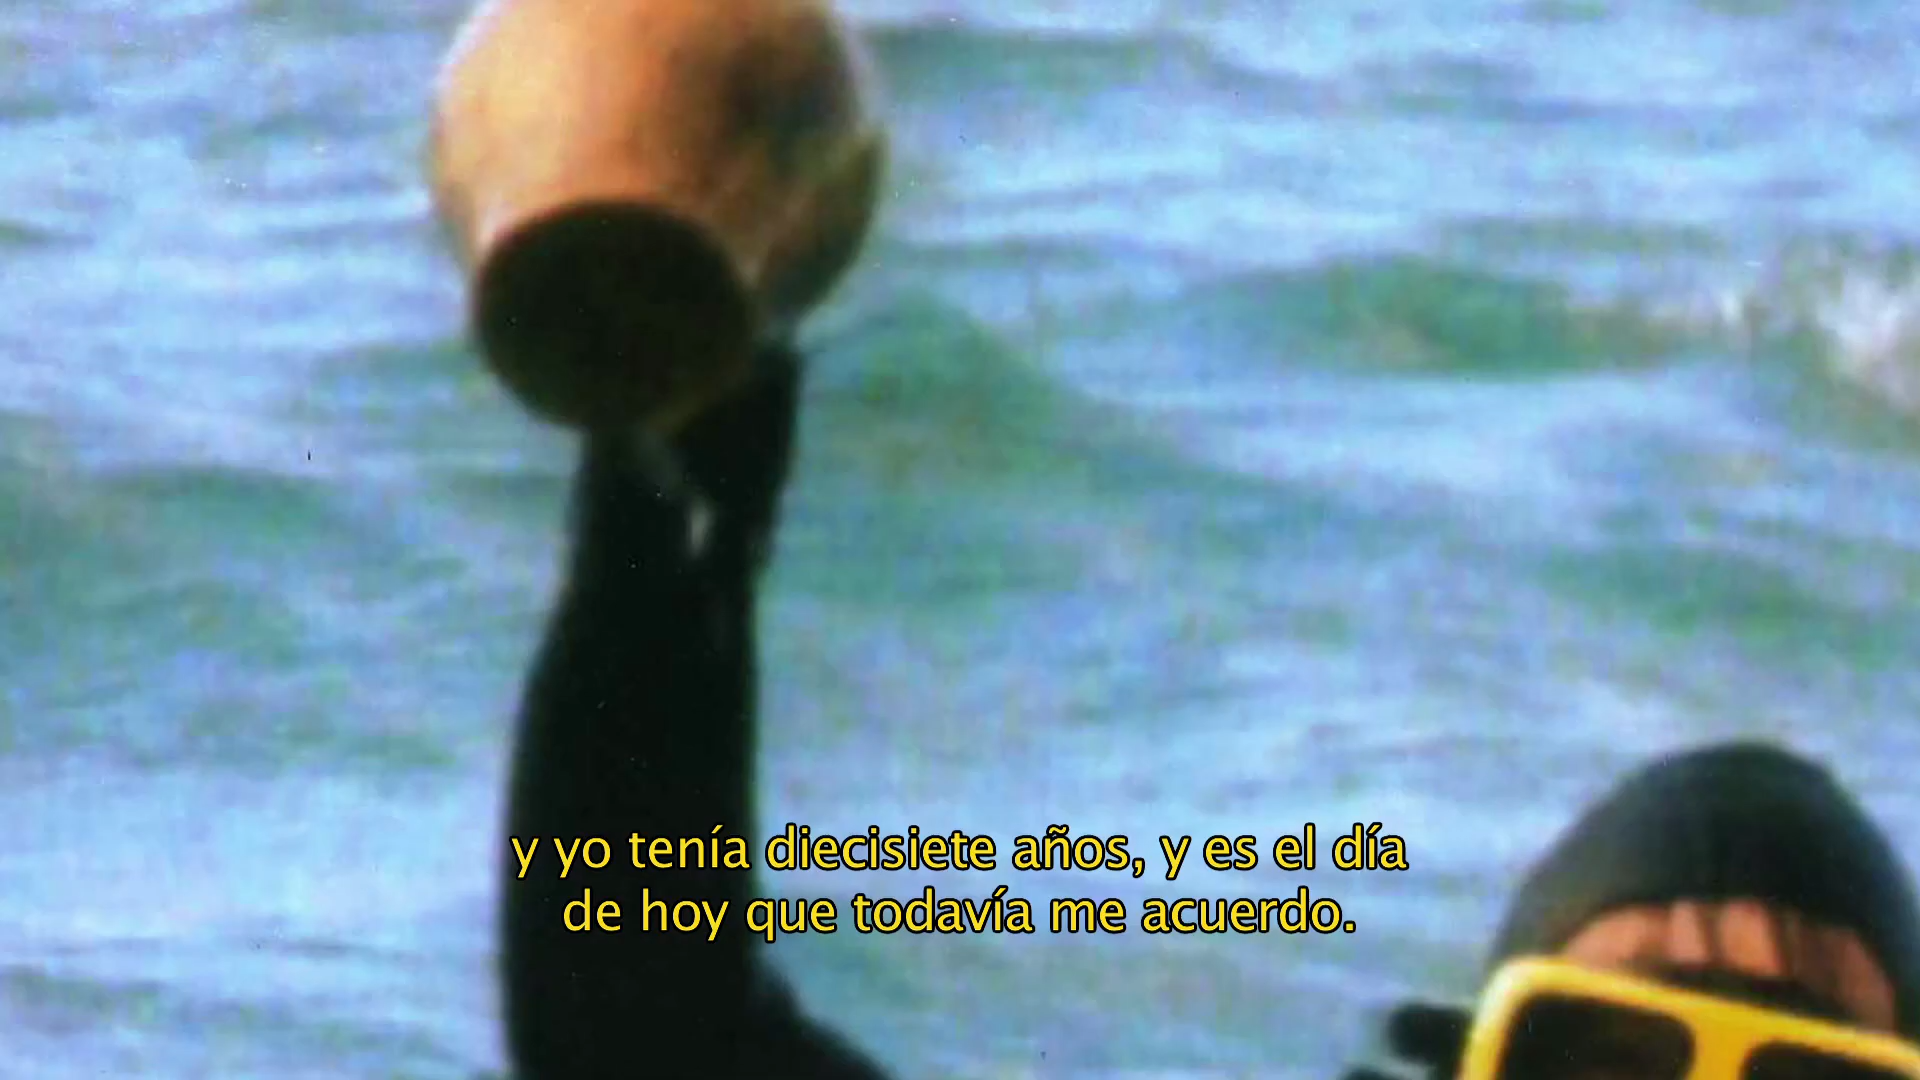 y yo tenía diecisiete años, y es el día
de hoy que todavía me acuerdo.